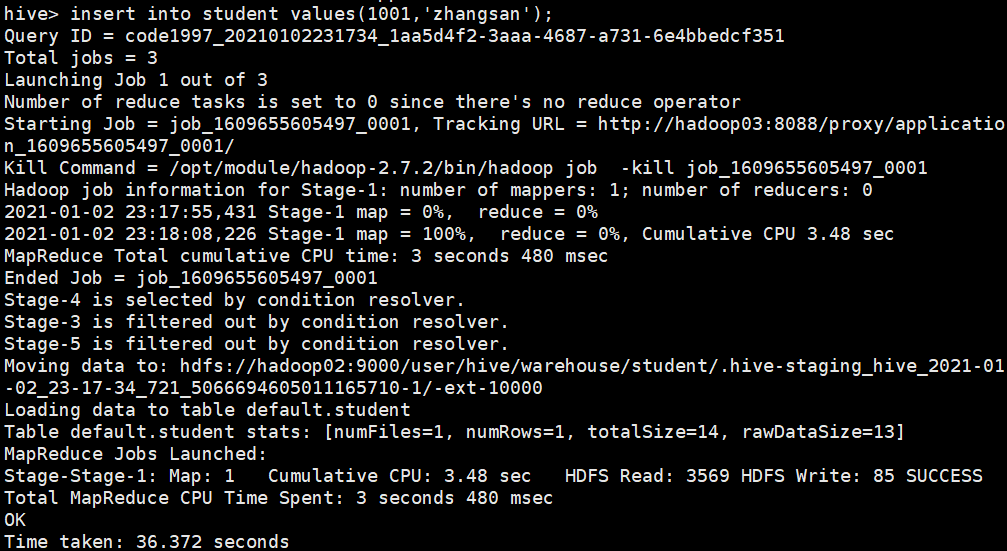 hive> insert into student values(1001,'zhangsan');
Query ID = code1997_20210102231734_1aa5d4f2-3aaa-4687-a731-6e4bbedcf351
Total jobs = 3
Launching Job 1 out of 3
Number of reduce tasks is set to 0 since there's no reduce operator
Starting Job = job_1609655605497_0001, Tracking URL = http://hadoop03:8088/proxy/applicatio
n_1609655605497_0001/
Kill Command = /opt/module/hadoop-2.7.2/bin/hadoop job  -kill job_1609655605497_0001
Hadoop job information for Stage-1: number of mappers: 1; number of reducers: 0
2021-01-02 23:17:55,431 Stage-1 map = 0%,  reduce = 0%
2021-01-02 23:18:08,226 Stage-1 map = 100%,  reduce = 0%, Cumulative CPU 3.48 sec
MapReduce Total cumulative CPU time: 3 seconds 480 msec
Ended Job = job_1609655605497_0001
Stage-4 is selected by condition resolver.
Stage-3 is filtered out by condition resolver.
Stage-5 is filtered out by condition resolver.
Moving data to: hdfs://hadoop02:9000/user/hive/warehouse/student/.hive-staging_hive_2021-01
-02_23-17-34_721_5066694605011165710-1/-ext-10000
Loading data to table default.student
Table default.student stats: [numFiles=1, numRows=1, totalSize=14, rawDataSize=13]
MapReduce Jobs Launched:
Stage-Stage-1: Map: 1   Cumulative CPU: 3.48 sec   HDFS Read: 3569 HDFS Write: 85 SUCCESS
Total MapReduce CPU Time Spent: 3 seconds 480 msec
OK
Time taken: 36.372 seconds